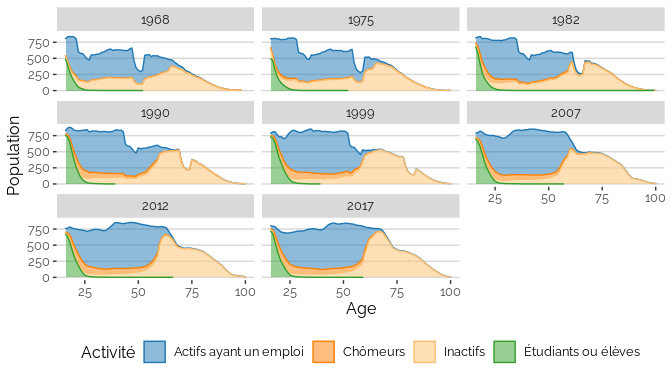 1968 1975 1982
750
500
250
0
1990 1999 2007
750
500
250
0
25 50 75 100
2012 2017
750
500
250
0
25 50 75 100 25 50 75 100
Population
Age
Activité Actifs ayant un emploi Chômeurs Inactifs Étudiants ou élèves